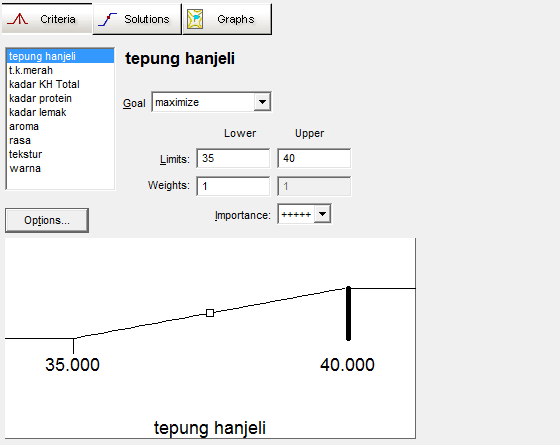 Criteria Solutions Graphs
tepung hanjeli
t.k.merah
kadar KH Total
kadar protein
kadar lemak
aroma
rasa
tekstur
warna
tepung hanjeli
Goal maximize
Lower Upper
Limits: 35 40
Weights: 1 1
Importance: +++++
Options...
35.000 40.000
tepung hanjeli